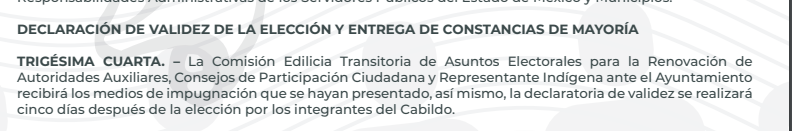 Responsabilidades Administrativas de los Servidores Públicos del Estado de México y Municipios.
DECLARACIÓN DE VALIDEZ DE LA ELECCIÓN Y ENTREGA DE CONSTANCIAS DE MAYORÍA
TRIGÉSIMA CUARTA. – La Comisión Edilicia Transitoria de Asuntos Electorales para la Renovación de
Autoridades Auxiliares, Consejos de Participación Ciudadana y Representante Indígena ante el Ayuntamiento
recibirá los medios de impugnación que se hayan presentado, así mismo, la declaratoria de validez se realizará
cinco días después de la elección por los integrantes del Cabildo.